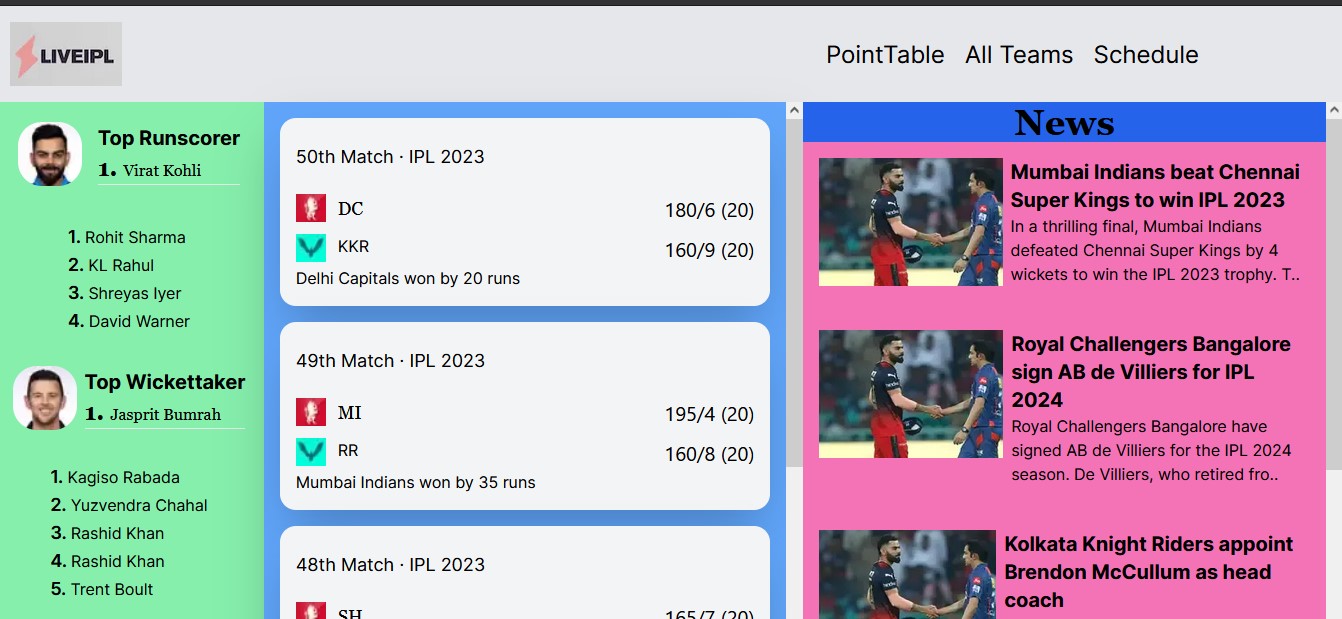 LIVEIPL
PointTable All Teams Schedule
Top Runscorer
1. Virat Kohli
1. Rohit Sharma
2. KL Rahul
3. Shreyas Iyer
4. David Warner
Top Wickettaker
1. Jasprit Bumrah
1. Kagiso Rabada
2. Yuzvendra Chahal
3. Rashid Khan
4. Rashid Khan
5. Trent Boult
50th Match · IPL 2023
DC 180/6 (20)
KKR 160/9 (20)
Delhi Capitals won by 20 runs
49th Match · IPL 2023
MI 195/4 (20)
RR 160/8 (20)
Mumbai Indians won by 35 runs
48th Match · IPL 2023
SH 165/7 (20)
News
Mumbai Indians beat Chennai
Super Kings to win IPL 2023
In a thrilling final, Mumbai Indians
defeated Chennai Super Kings by 4
wickets to win the IPL 2023 trophy. T..
Royal Challengers Bangalore
sign AB de Villiers for IPL
2024
Royal Challengers Bangalore have
signed AB de Villiers for the IPL 2024
season. De Villiers, who retired fro..
Kolkata Knight Riders appoint
Brendon McCullum as head
coach